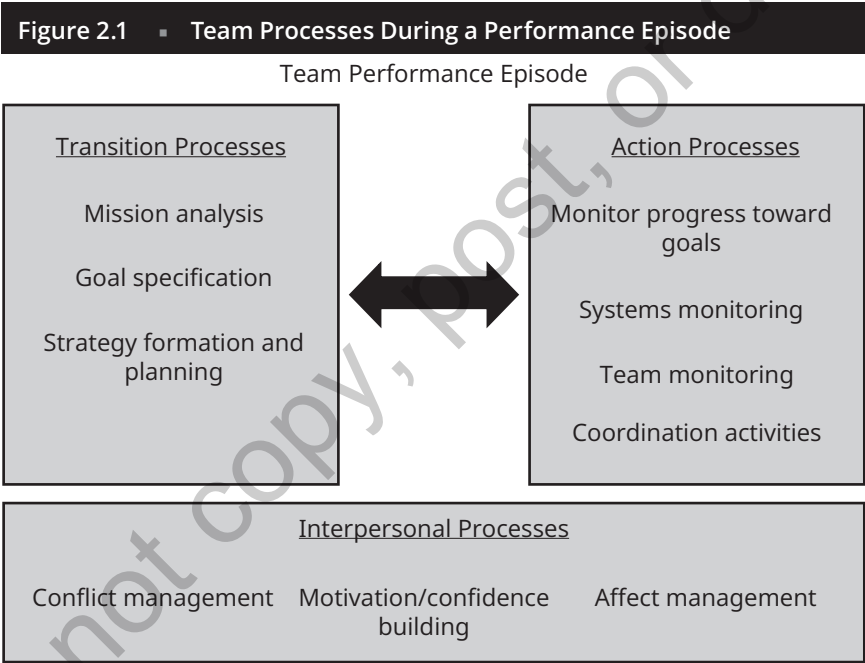 Figure 2.1 ▪ Team Processes During a Performance Episode
Team Performance Episode
Transition Processes
Mission analysis
Goal specification
Strategy formation and
planning
Action Processes
Monitor progress toward
goals
Systems monitoring
Team monitoring
Coordination activities
Interpersonal Processes
Conflict management
Motivation/confidence
building
Affect management
not copy, post, or d